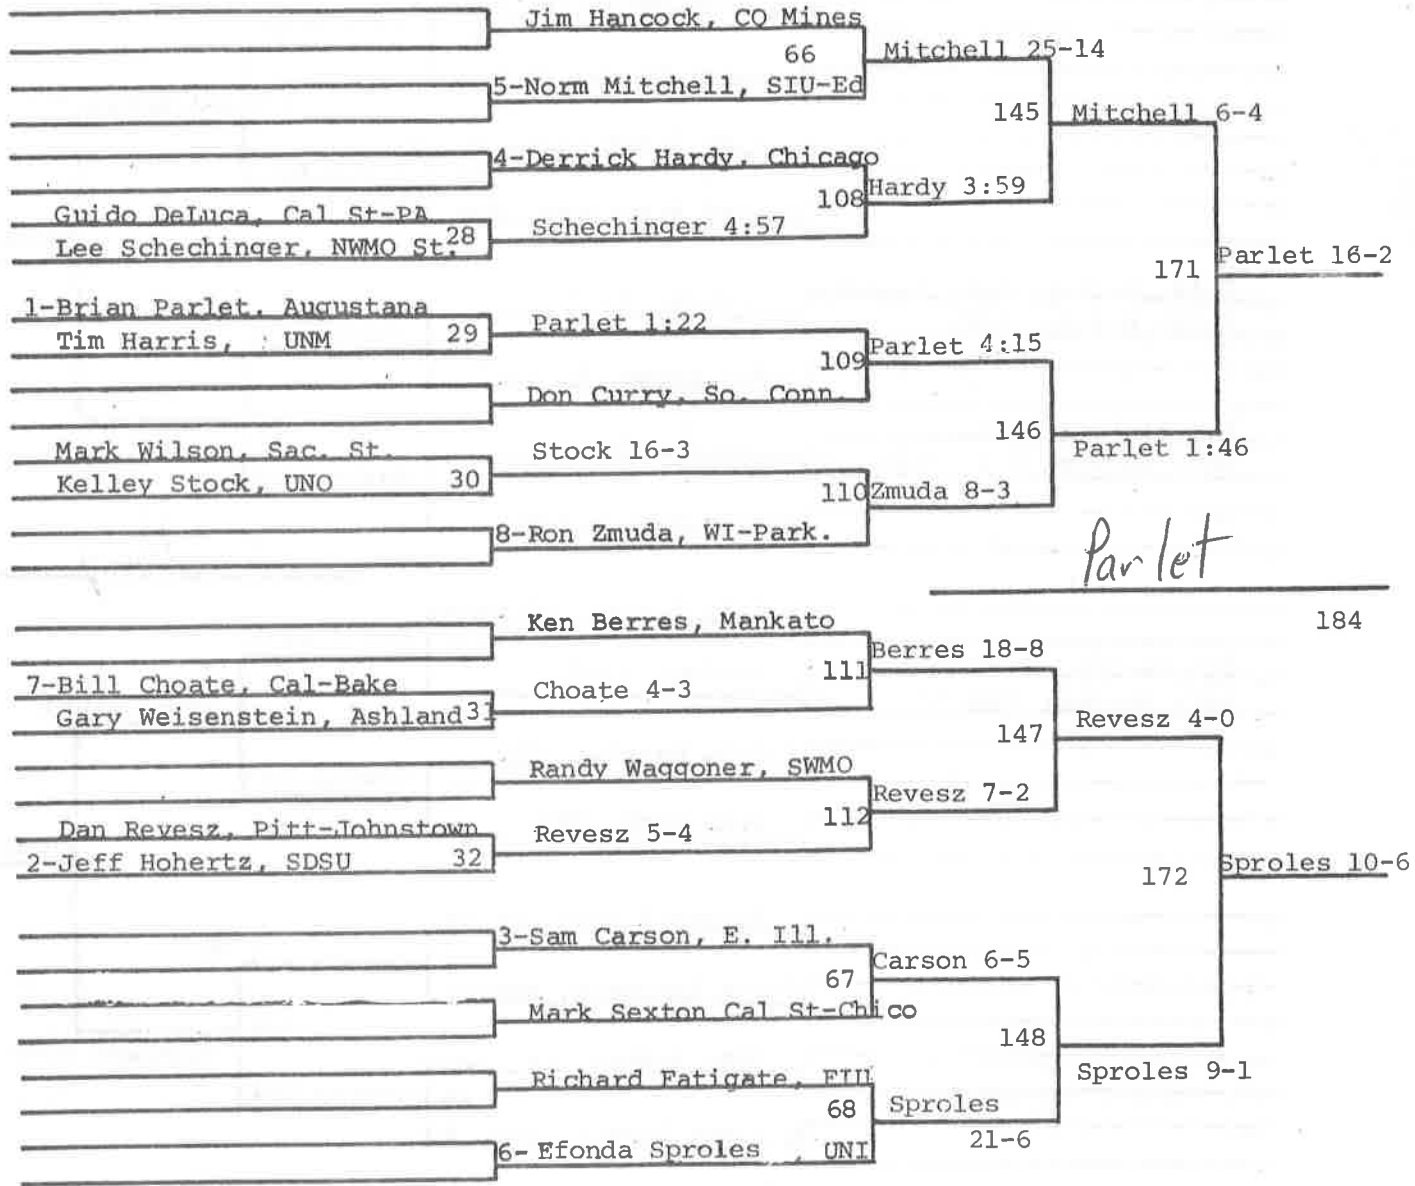 Jim Hancock, CO Mines
66
Mitchell 25-14
5-Norm Mitchell, SIU-Ed
145
Mitchell 6-4
4-Derrick Hardy, Chicago
108
Hardy 3:59
Guido DeLuca, Cal St-PA
Lee Schechinger, NWMO St.
28
Schechinger 4:57
171
Parlet 16-2
1-Brian Parlet. Augustana
Tim Harris, UNM
29
Parlet 1:22
109
Parlet 4:15
Don Curry, So. Conn.
146
Parlet 1:46
Mark Wilson, Sac. St.
Kelley Stock, UNO
30
Stock 16-3
110
Zmuda 8-3
8-Ron Zmuda, WI-Park.
Parlet
184
Ken Berres, Mankato
111
Berres 18-8
7-Bill Choate, Cal-Bake
Gary Weisenstein, Ashland
31
Choate 4-3
147
Revesz 4-0
Randy Waggoner, SWMO
112
Revesz 7-2
Dan Revesz, Pitt-Johnstown
2-Jeff Hohertz, SDSU
32
Revesz 5-4
172
Sproles 10-6
3-Sam Carson, E. Ill.
67
Carson 6-5
Mark Sexton Cal St-Chico
148
Sproles 9-1
Richard Fatigate,
68
Sproles
21-6
6- Efonda Sproles , UNI